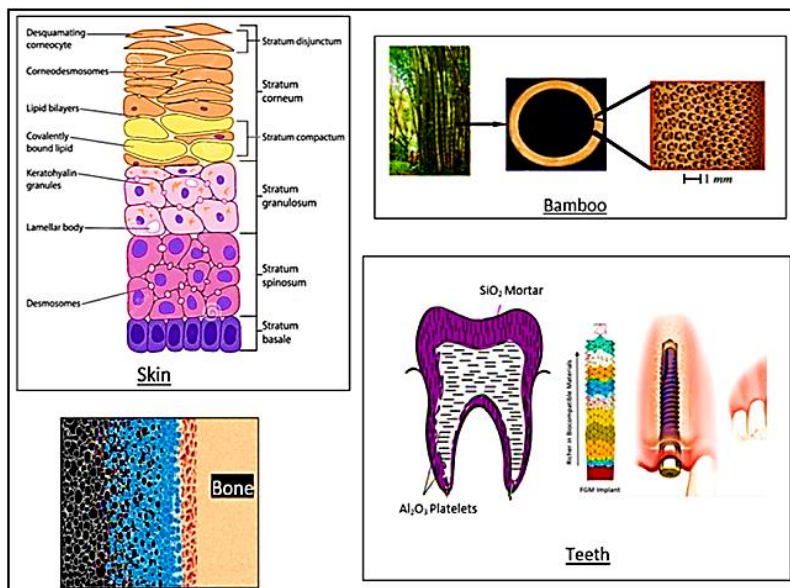 Desquamating
corneocyte
Corneodesmosomes
Lipid bilayers
Covalently
bound lipid
Keratohyalin
granules
Lamellar body
Desmosomes
Stratum disjunctum
Stratum
corneum
Stratum compactum
Stratum
granulosum
Stratum
spinosum
Stratum
basale
Skin
1 mm
Bamboo
SiO₂ Mortar
Al₂O₃ Platelets
Richer in Biocompatible Materials
FGM Implant
Teeth
Bone